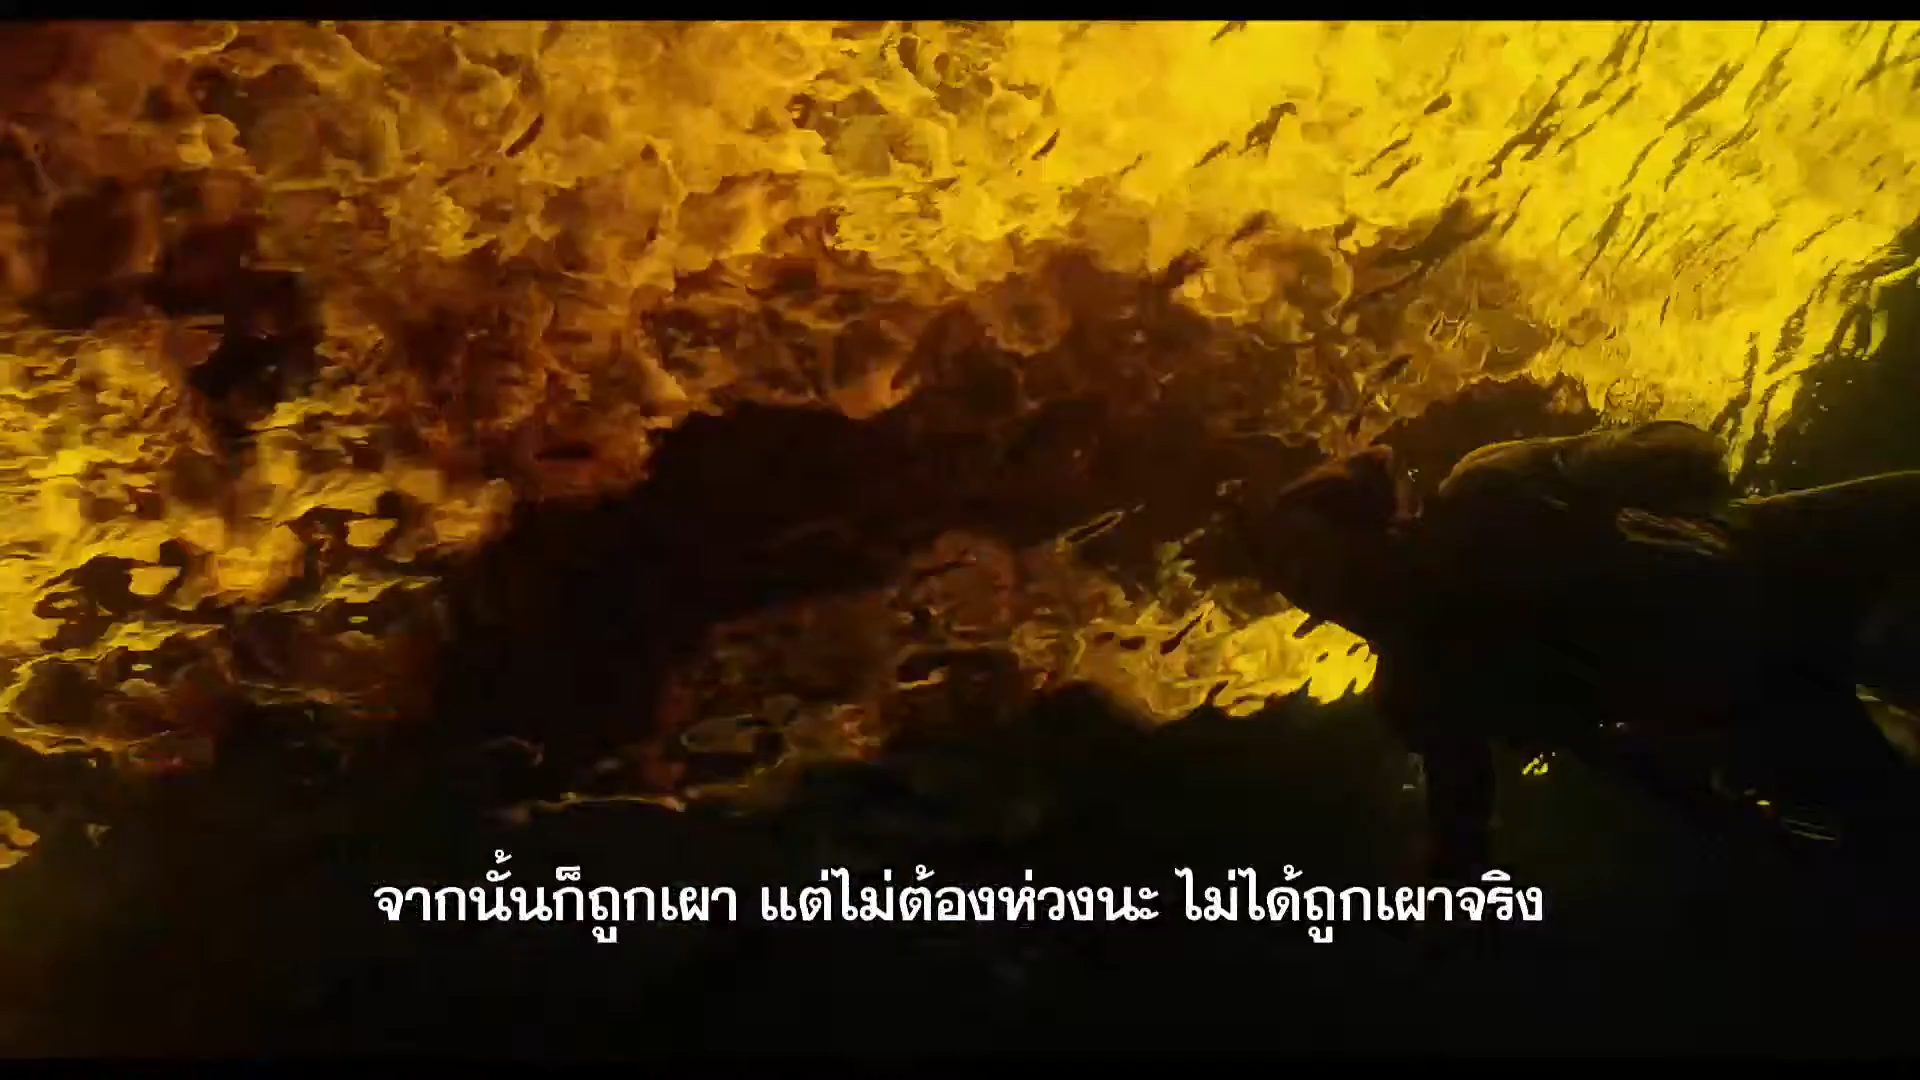 จากนั้นก็ถูกเผา แต่ไม่ต้องห่วงนะ ไม่ได้ถูกเผาจริง